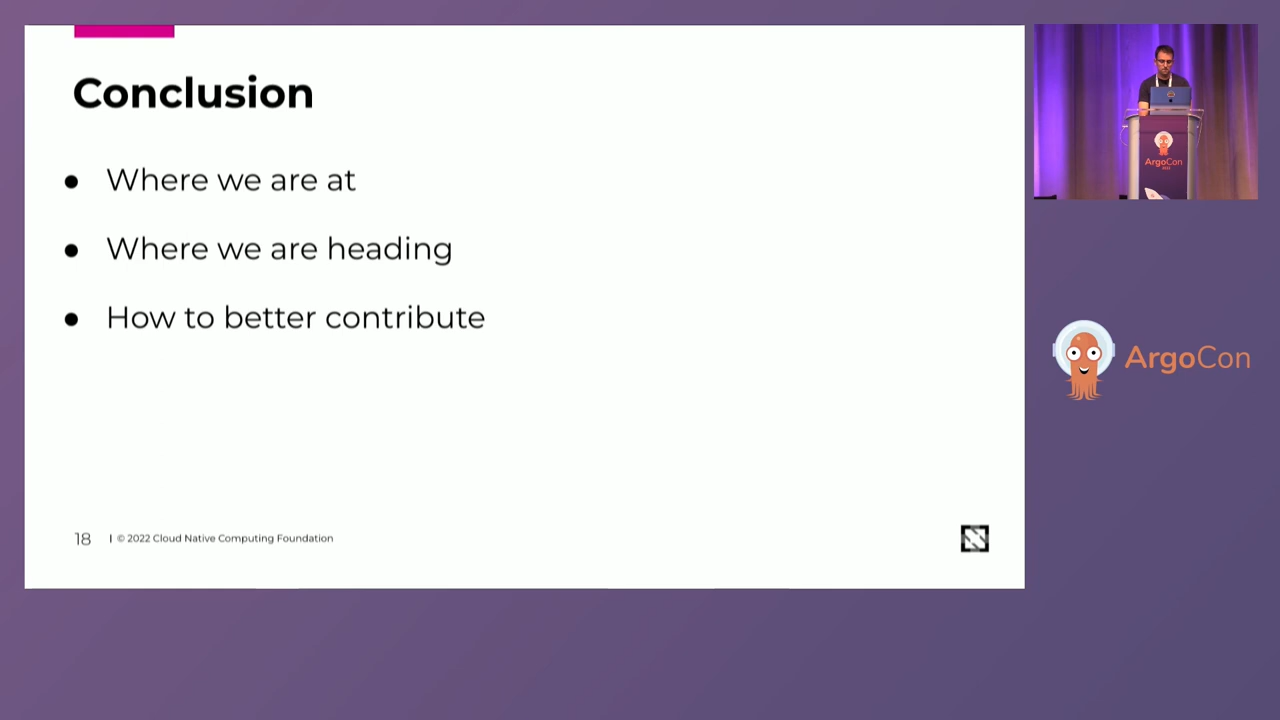 Conclusion
● Where we are at
● Where we are heading
● How to better contribute
18 | © 2022 Cloud Native Computing Foundation
ArgoCon
ArgoCon